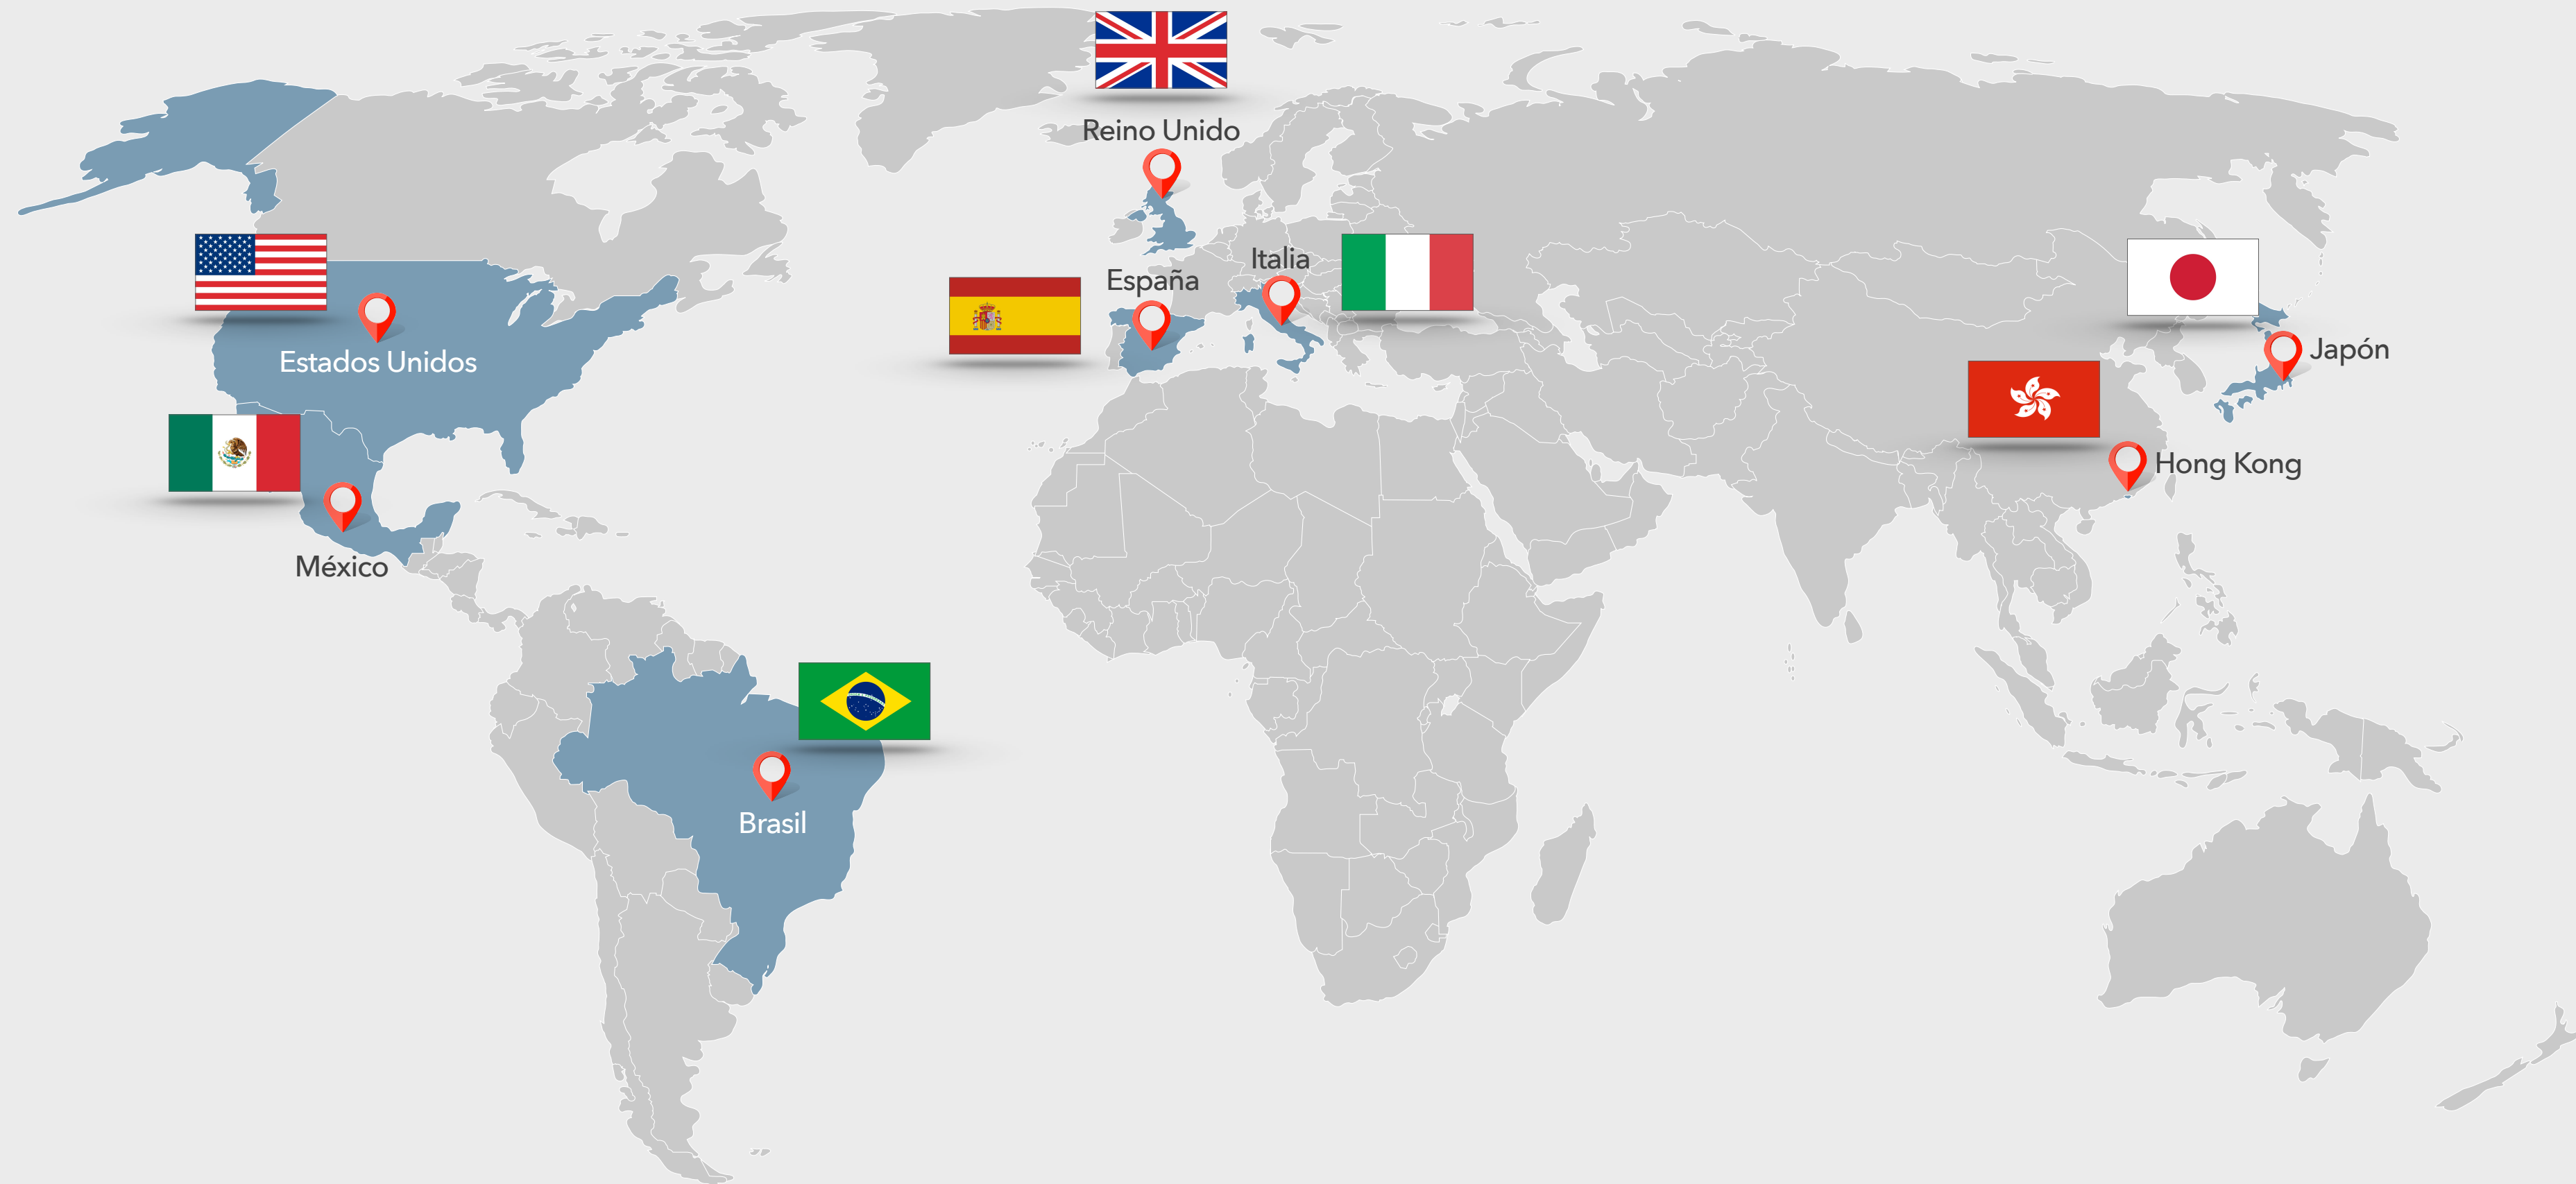 Reino Unido
Italia
España
Estados Unidos
Japón
Hong Kong
México
Brasil